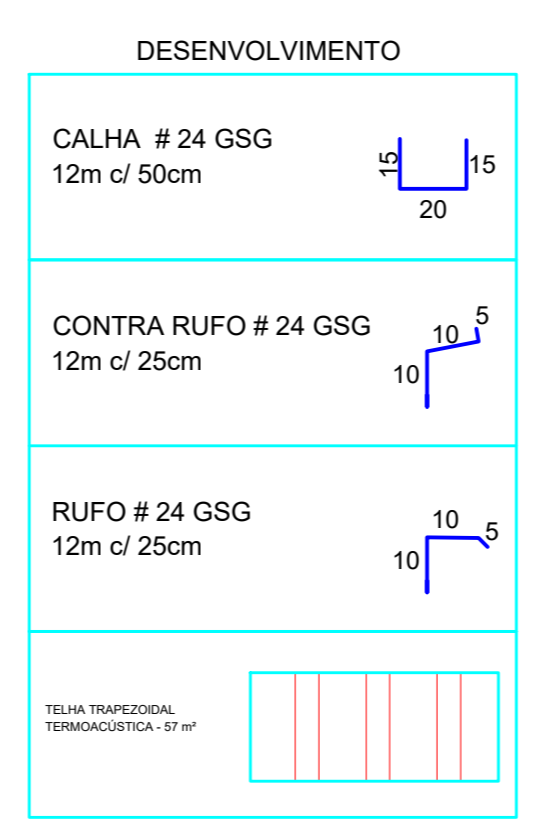 DESENVOLVIMENTO
CALHA # 24 GSG
12m c/ 50cm
15
15
20
CONTRA RUFO # 24 GSG
12m c/ 25cm
5
10
10
RUFO # 24 GSG
12m c/ 25cm
10
5
10
TELHA TRAPEZOIDAL
TERMOACÚSTICA - 57 m²